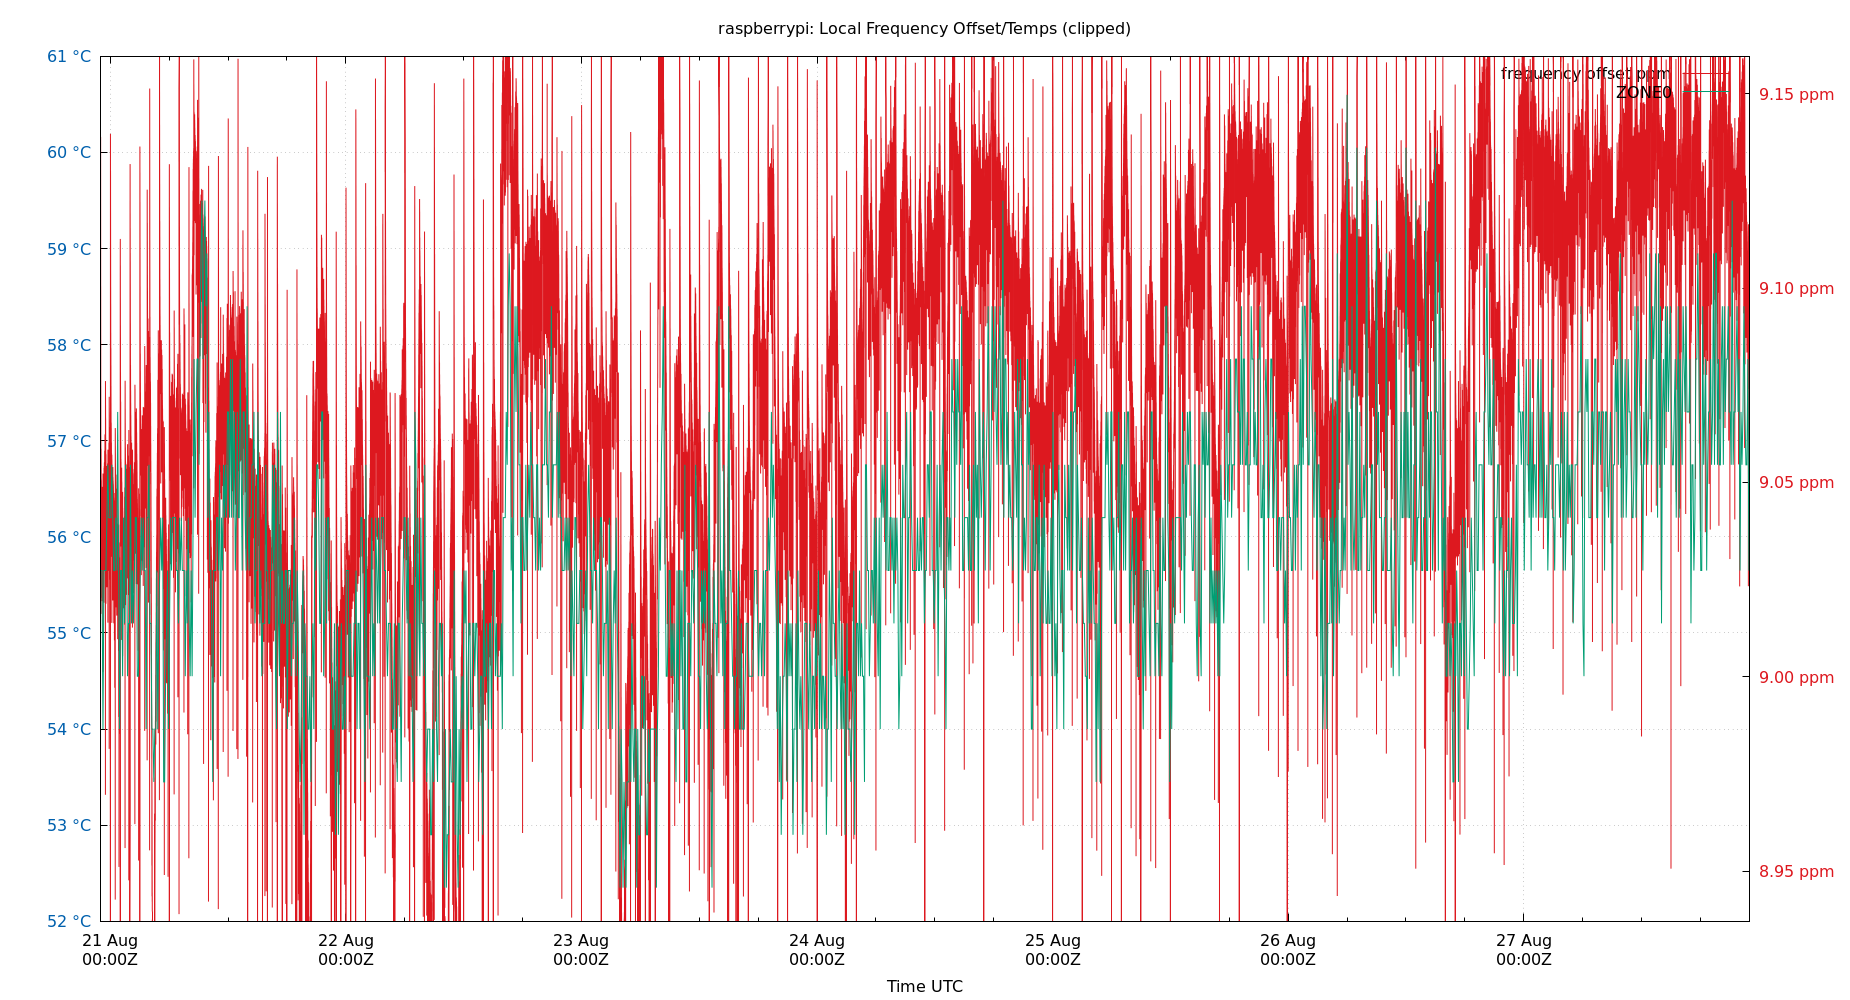 raspberrypi: Local Frequency Offset/Temps (clipped)
61 °C
60 °C
59 °C
58 °C
57 °C
56 °C
55 °C
54 °C
53 °C
52 °C
frequency offset ppm
ZONE0
9.15 ppm
9.10 ppm
9.05 ppm
9.00 ppm
8.95 ppm
21 Aug
00:00Z
22 Aug
00:00Z
23 Aug
00:00Z
24 Aug
00:00Z
25 Aug
00:00Z
26 Aug
00:00Z
27 Aug
00:00Z
Time UTC